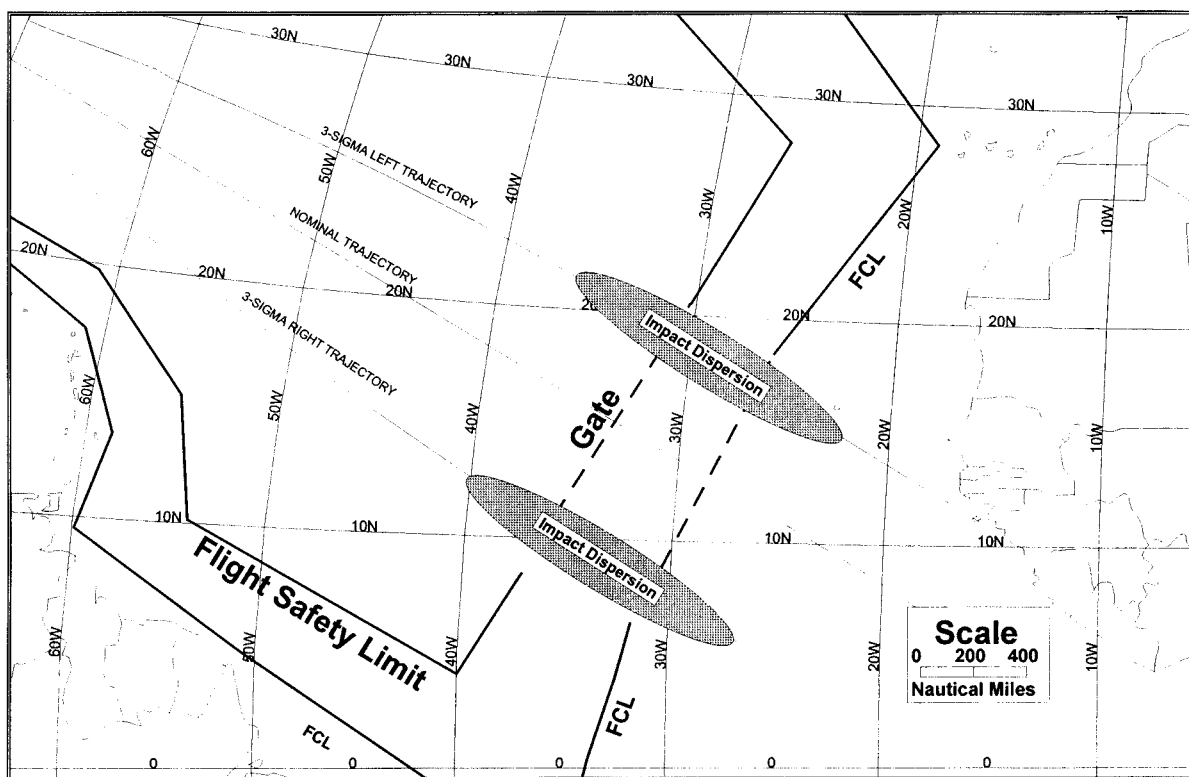 1
30N
30N
30N
30N
30N
3-SIGMA LEFT TRAJECTORY
60W
50W
40W
30W
20W
10W
NOMINAL TRAJECTORY
FCL
20N
20N
20N
20N
20N
20N
3-SIGMA RIGHT TRAJECTORY
Impact Dispersion
60W
50W
40W
30W
20W
10W
Gate
10N
10N
10N
10N
Impact Dispersion
Flight Safety Limit
60W
50W
40W
30W
20W
10W
Scale
0 200 400
Nautical Miles
FCL
FCL
0
0
0
0
0